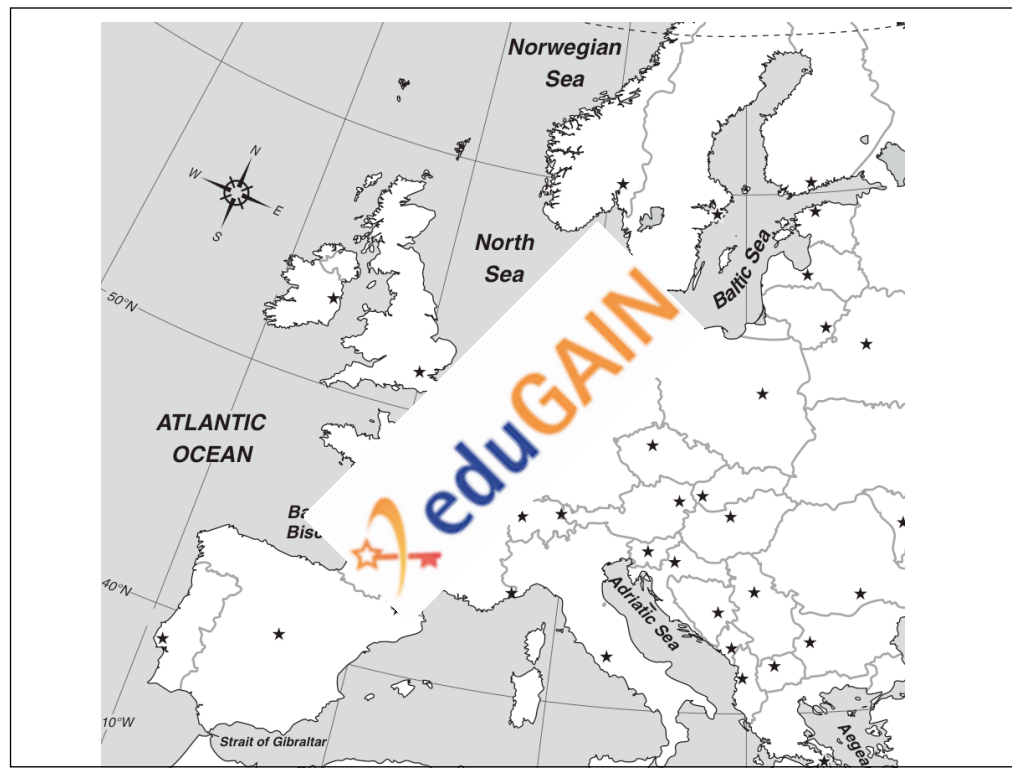 Norwegian
Sea
N
W
E
S
North
Sea
Baltic Sea
50°N
ATLANTIC
OCEAN
eduGAIN
40°N
Adriatic Sea
10°W
Strait of Gibraltar